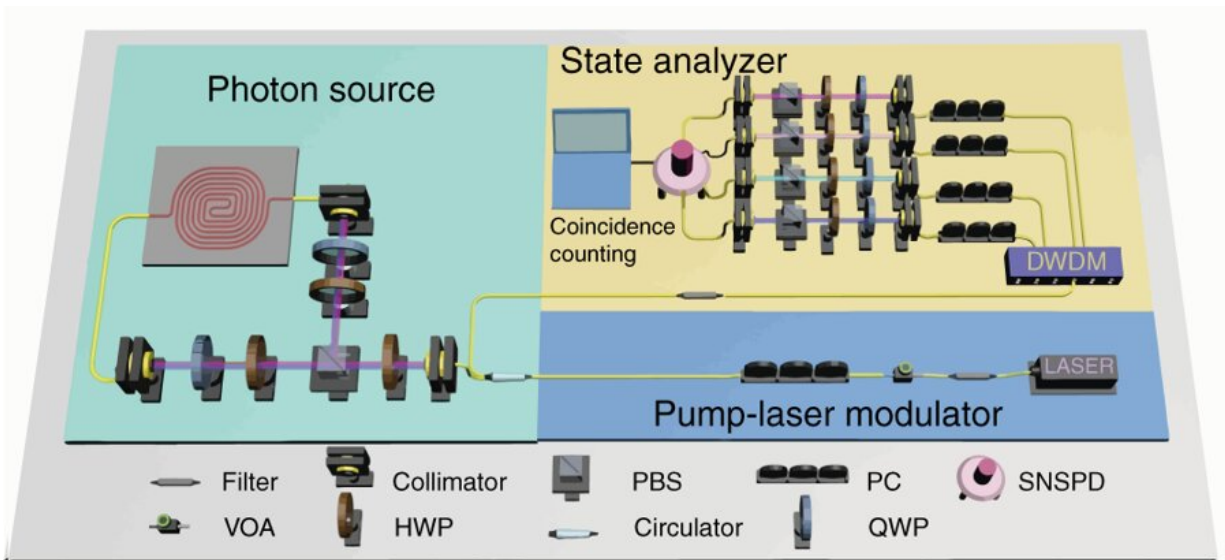 Photon source
State analyzer
Coincidence
counting
DWDM
LASER
Pump-laser modulator
Filter
Collimator
PBS
PC
SNSPD
VOA
HWP
Circulator
QWP